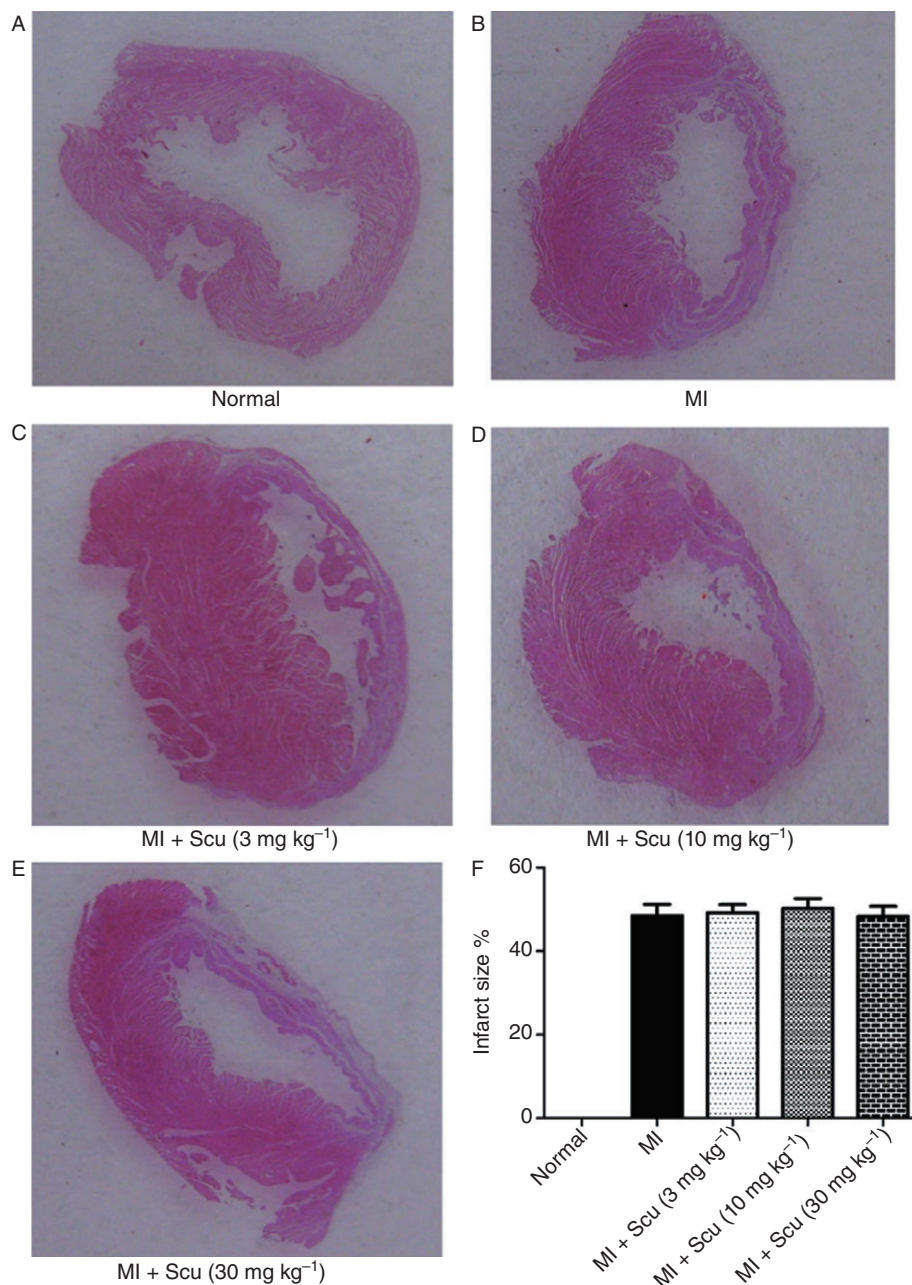 A
B
Normal
MI
C
D
MI + Scu (3 mg kg⁻¹)
MI + Scu (10 mg kg⁻¹)
E
F
60
40
20
0
Infarct size %
Normal
MI
MI + Scu (3 mg kg⁻¹)
MI + Scu (10 mg kg⁻¹)
MI + Scu (30 mg kg⁻¹)
MI + Scu (30 mg kg⁻¹)